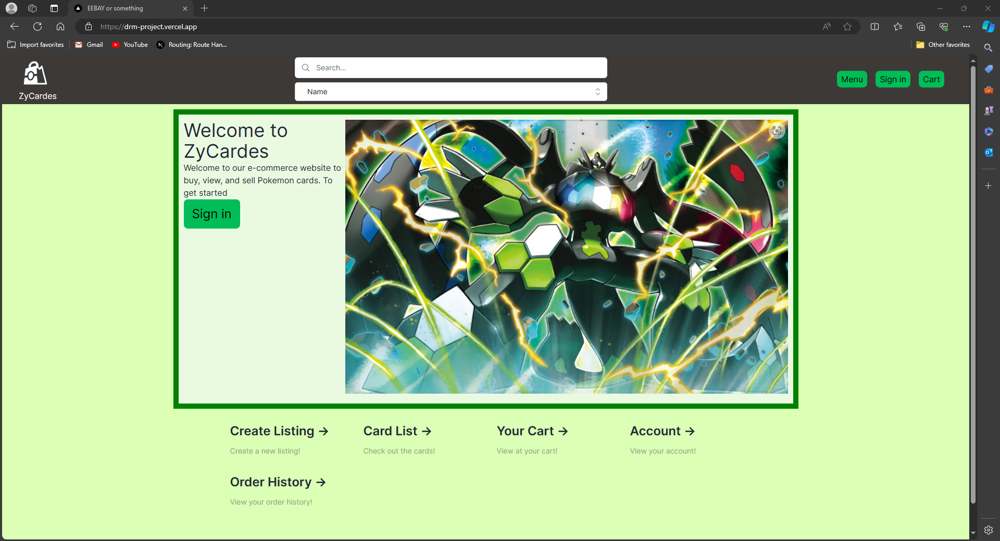 EEBAY or something
https://drm-project.vercel.app
Import favorites
Gmail
YouTube
Routing: Route Han...
Other favorites
ZyCardes
Search...
Name
Menu
Sign in
Cart
Welcome to
ZyCardes
Welcome to our e-commerce website to
buy, view, and sell Pokemon cards. To
get started
Sign in
Create Listing →
Create a new listing!
Card List →
Check out the cards!
Your Cart →
View at your cart!
Account →
View your account!
Order History →
View your order history!